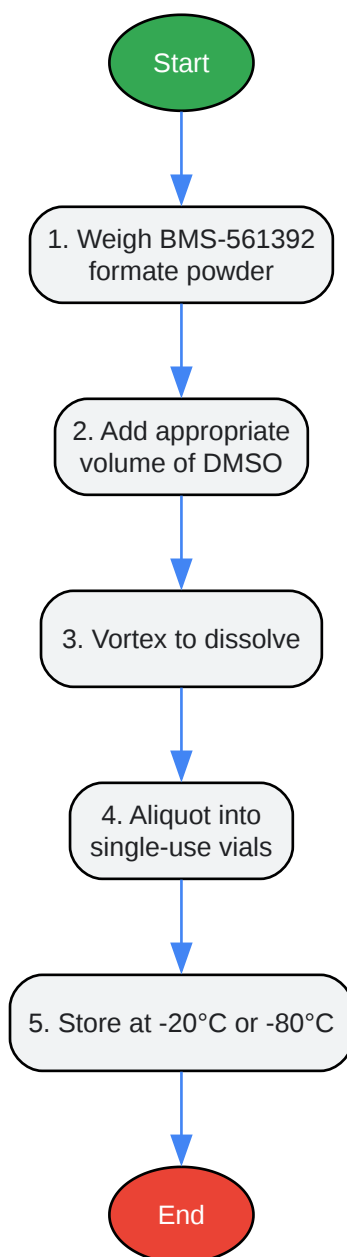 Start
1. Weigh BMS-561392
formate powder
2. Add appropriate
volume of DMSO
3. Vortex to dissolve
4. Aliquot into
single-use vials
5. Store at -20°C or -80°C
End